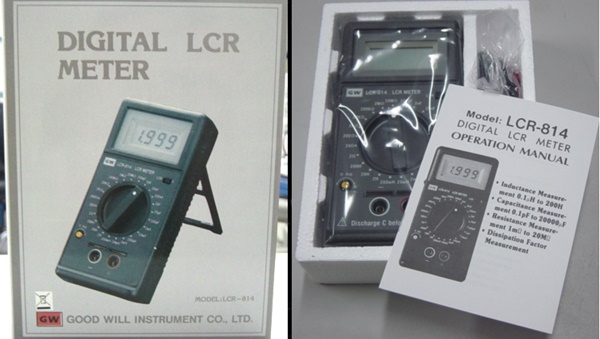 DIGITAL LCR
METER
1.999
GW LCR-814 LCR METER
MODEL:LCR-814
GW GOOD WILL INSTRUMENT CO., LTD.
GW LCR-814 LCR METER
Discharge C
Model: LCR-814
DIGITAL LCR METER
OPERATION MANUAL
1.999
GW
• Inductance Measure-
ment 0.1μH to 200H
• Capacitance Measure-
ment 0.1pF to 20000μF
• Resistance Measure-
ment 1mΩ to 20MΩ
• Dissipation Factor
Measurement